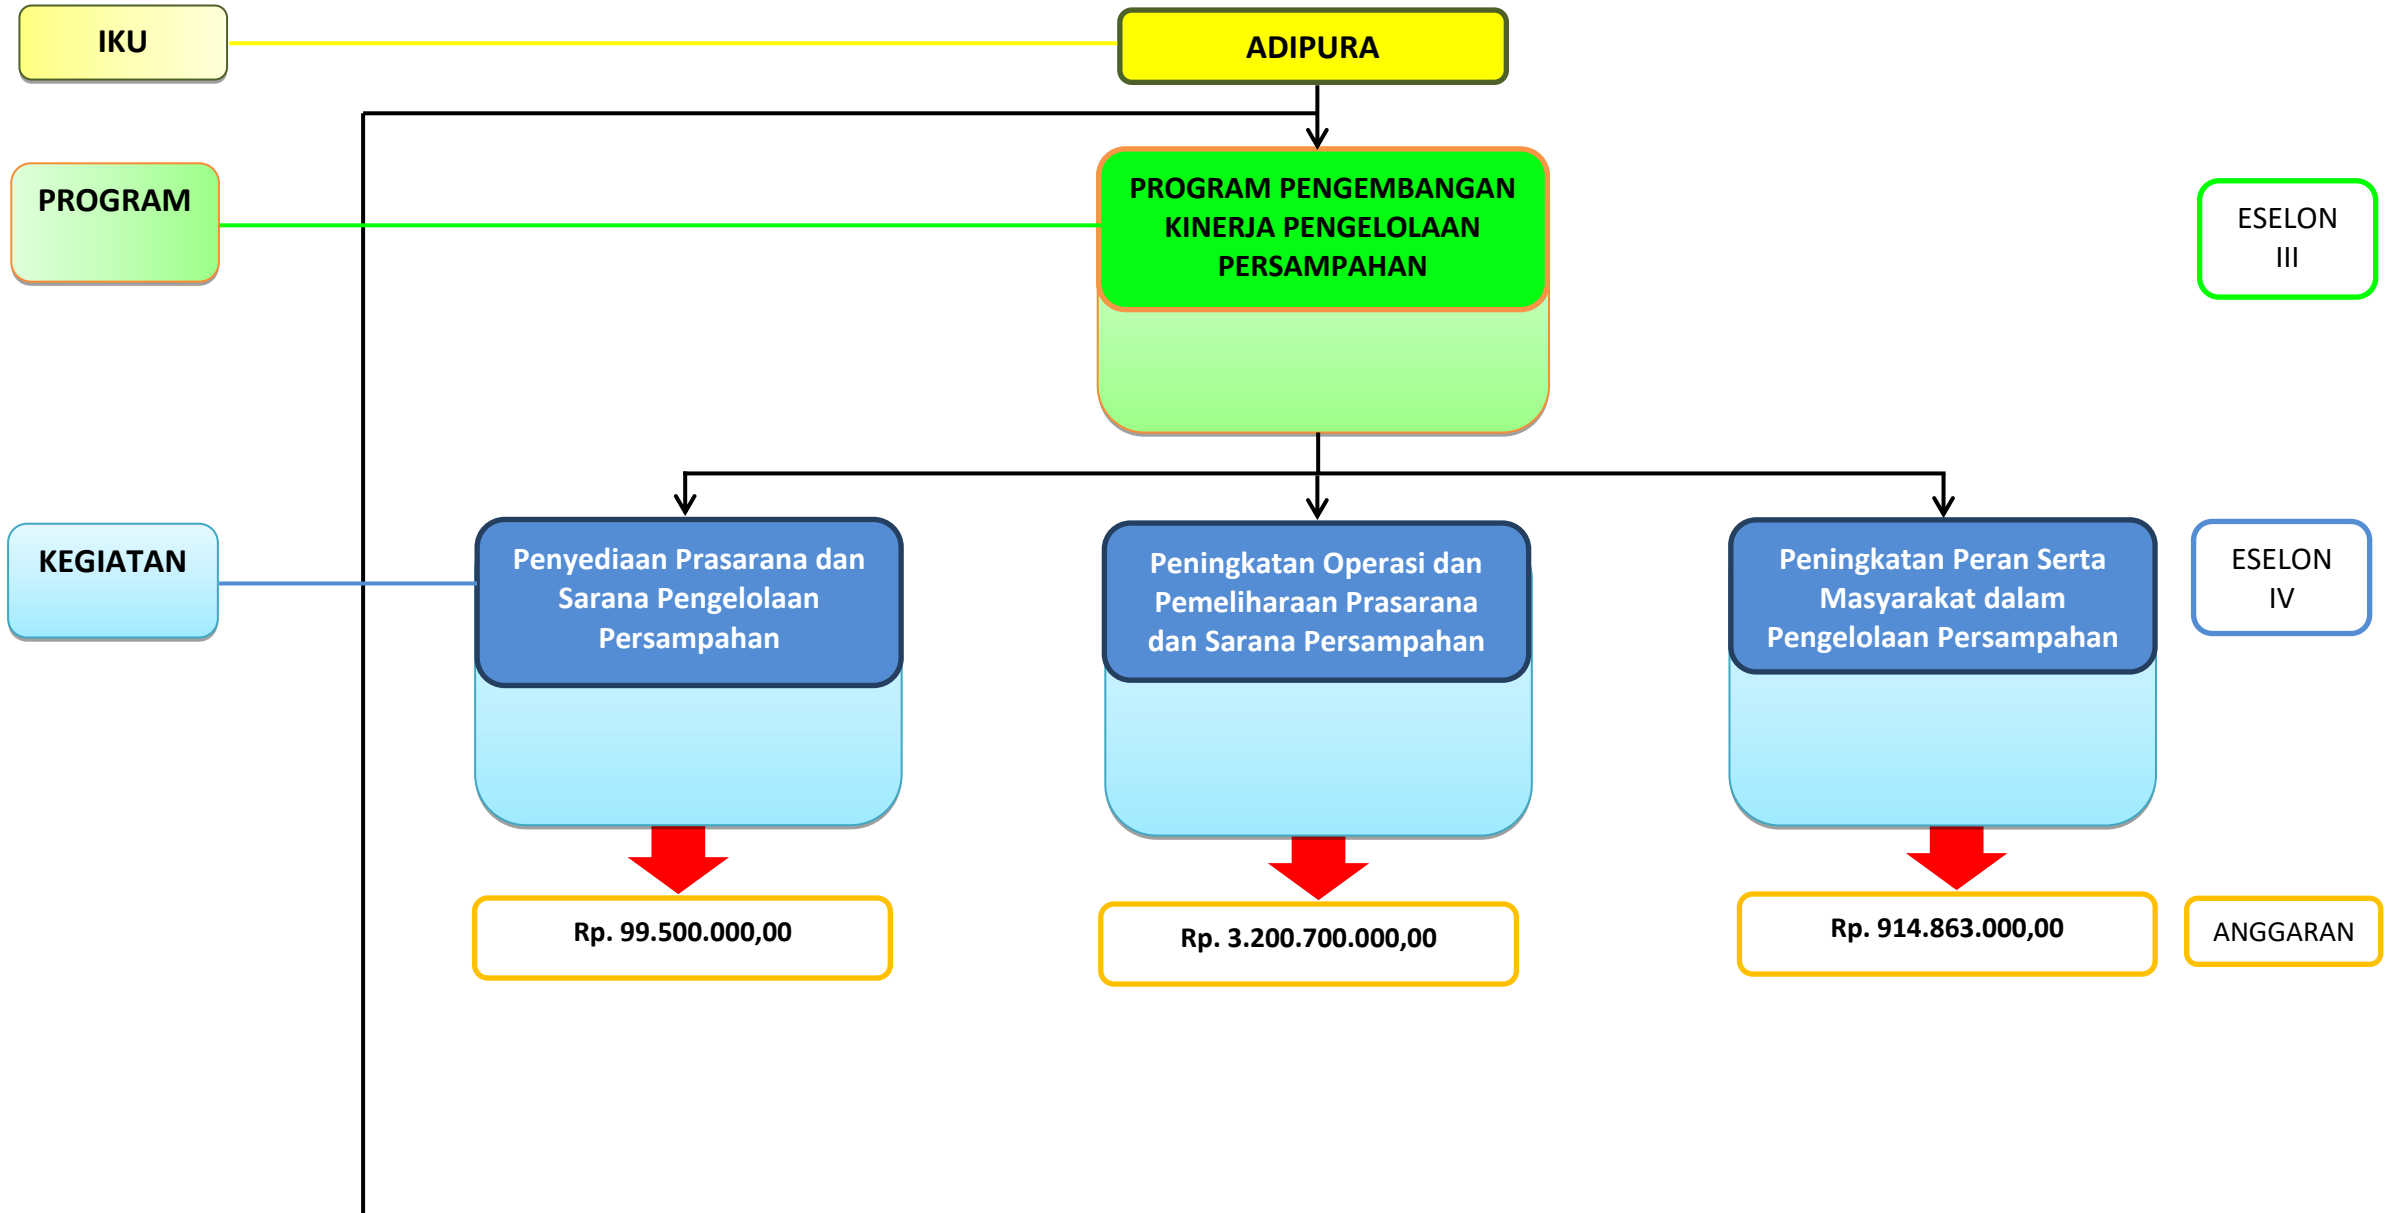 IKU
ADIPURA
PROGRAM
PROGRAM PENGEMBANGAN
KINERJA PENGELOLAAN
PERSAMPAHAN
ESELON
III
KEGIATAN
Penyediaan Prasarana dan
Sarana Pengelolaan
Persampahan
Peningkatan Operasi dan
Pemeliharaan Prasarana
dan Sarana Persampahan
Peningkatan Peran Serta
Masyarakat dalam
Pengelolaan Persampahan
ESELON
IV
Rp. 99.500.000,00
Rp. 3.200.700.000,00
Rp. 914.863.000,00
ANGGARAN